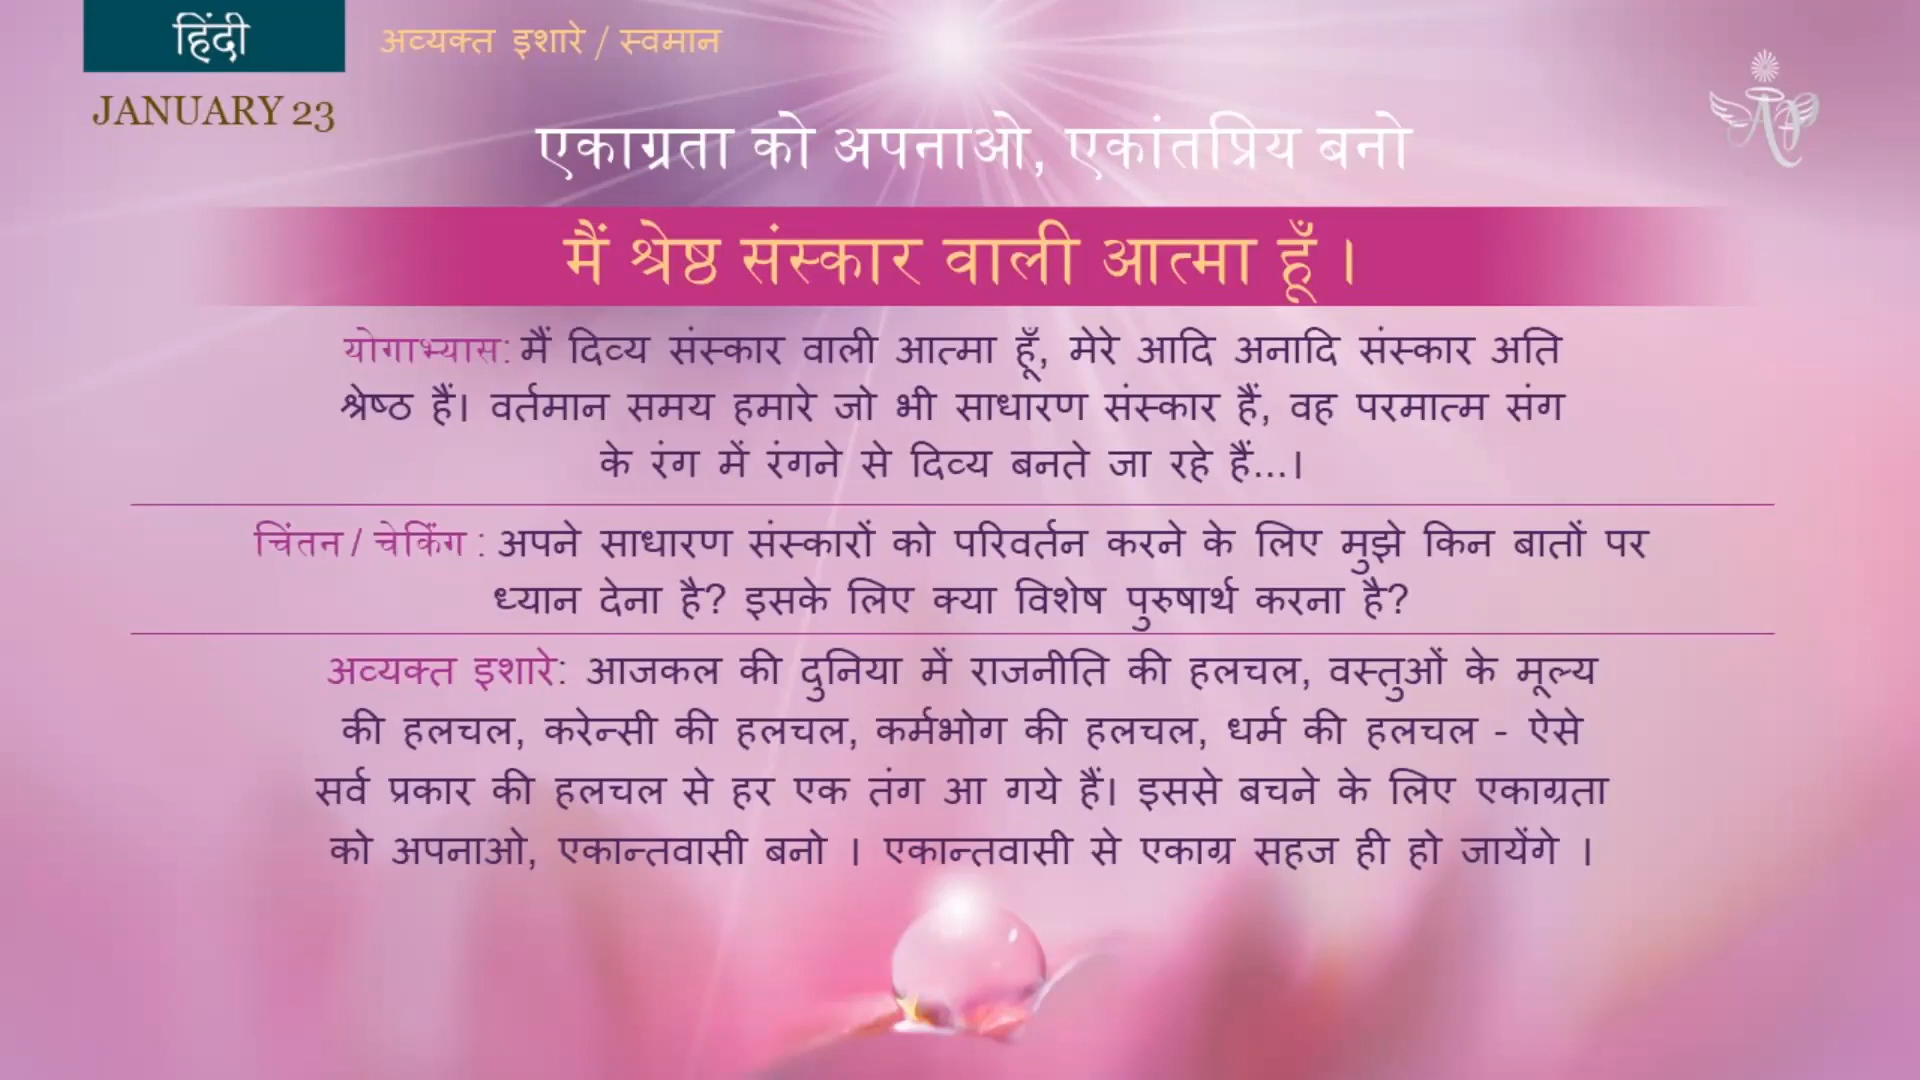 हिंदी
अव्यक्त इशारे / स्वमान
JANUARY 23
एकाग्रता को अपनाओ, एकांतप्रिय बनो
मैं श्रेष्ठ संस्कार वाली आत्मा हूँ ।
योगाभ्यास: मैं दिव्य संस्कार वाली आत्मा हूँ, मेरे आदि अनादि संस्कार अति
श्रेष्ठ हैं। वर्तमान समय हमारे जो भी साधारण संस्कार हैं, वह परमात्म संग
के रंग में रंगने से दिव्य बनते जा रहे हैं...।
चिंतन / चेकिंग : अपने साधारण संस्कारों को परिवर्तन करने के लिए मुझे किन बातों पर
ध्यान देना है? इसके लिए क्या विशेष पुरुषार्थ करना है?
अव्यक्त इशारे: आजकल की दुनिया में राजनीति की हलचल, वस्तुओं के मूल्य
की हलचल, करेन्सी की हलचल, कर्मभोग की हलचल, धर्म की हलचल - ऐसे
सर्व प्रकार की हलचल से हर एक तंग आ गये हैं। इससे बचने के लिए एकाग्रता
को अपनाओ, एकान्तवासी बनो । एकान्तवासी से एकाग्र सहज ही हो जायेंगे ।